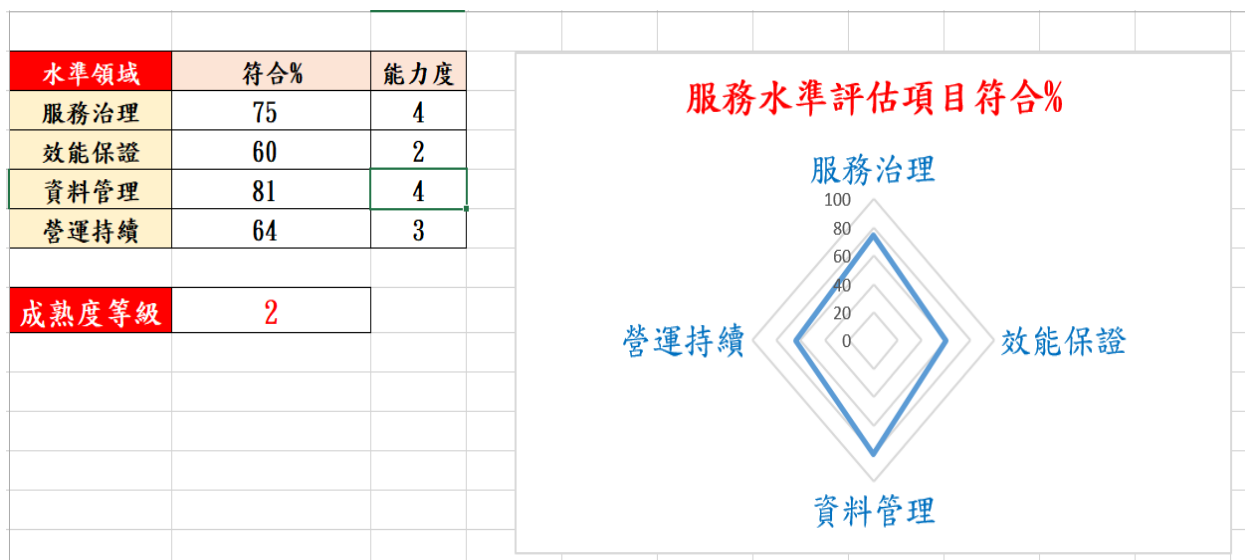 水準領域 符合% 能力度
服務治理 75 4
效能保證 60 2
資料管理 81 4
營運持續 64 3
成熟度等級 2
服務水準評估項目符合%
服務治理
100
80
60
40
20
0
營運持續
效能保證
資料管理